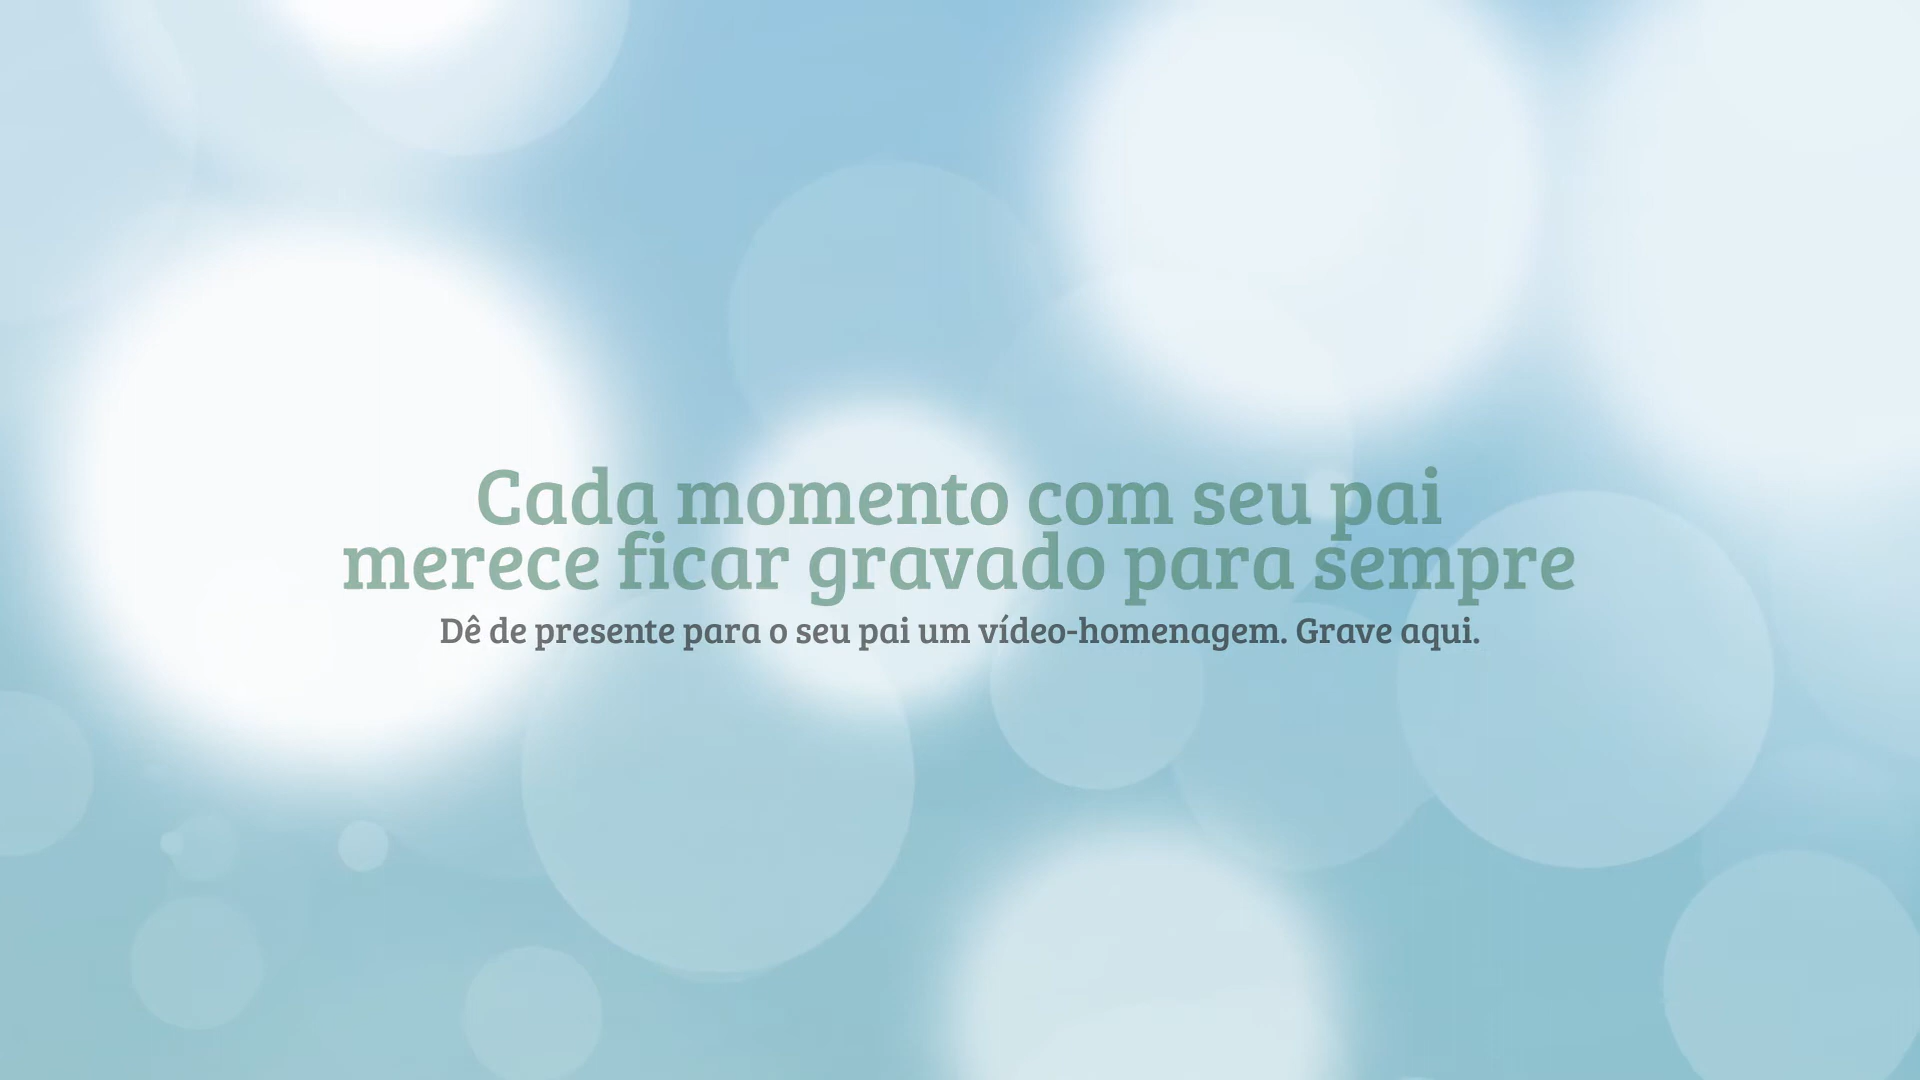 Cada momento com seu pai
merece ficar gravado para sempre
Dê de presente para o seu pai um vídeo-homenagem. Grave aqui.